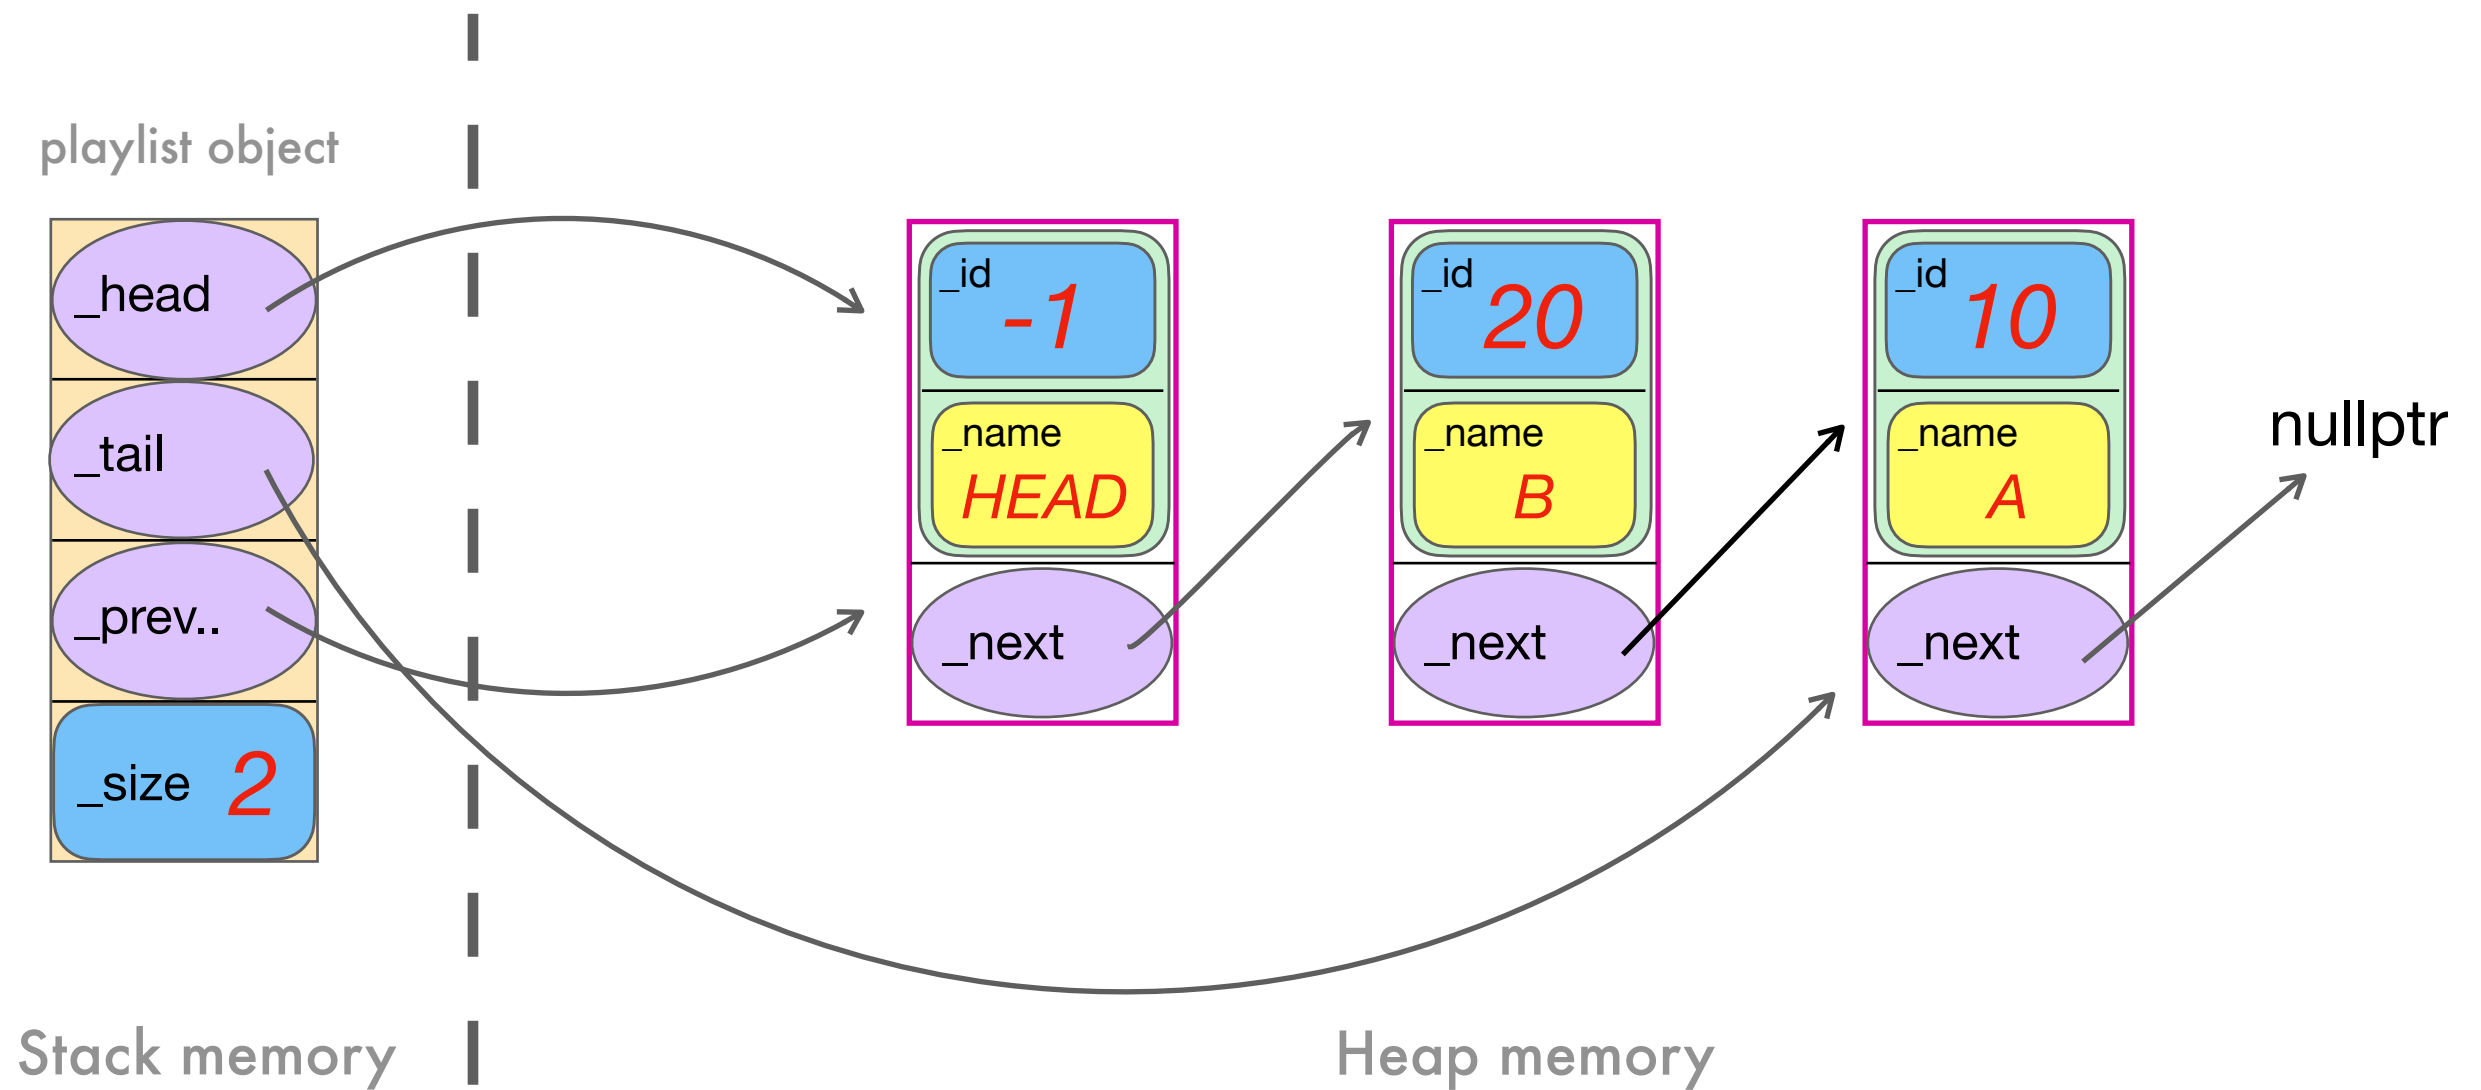 playlist object
_head
_tail
_prev..
_size 2
_id -1
_name
HEAD
_next
_id 20
_name
B
_next
_id 10
_name
A
_next
nullptr
Stack memory
Heap memory